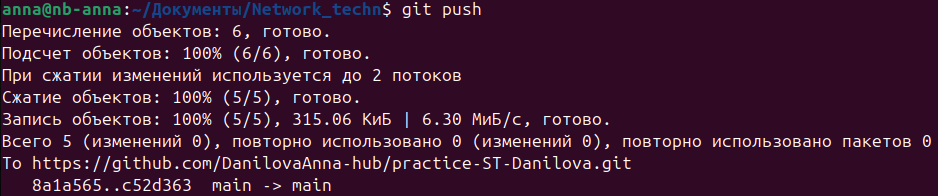 anna@nb-anna:~/Документы/Network_techn$ git push
Перечисление объектов: 6, готово.
Подсчет объектов: 100% (6/6), готово.
При сжатии изменений используется до 2 потоков
Сжатие объектов: 100% (5/5), готово.
Запись объектов: 100% (5/5), 315.06 КиБ | 6.30 МиБ/с, готово.
Всего 5 (изменений 0), повторно использовано 0 (изменений 0), повторно использовано пакетов 0
To https://github.com/DanilovaAnna-hub/practice-ST-Danilova.git
   8a1a565..c52d363  main -> main